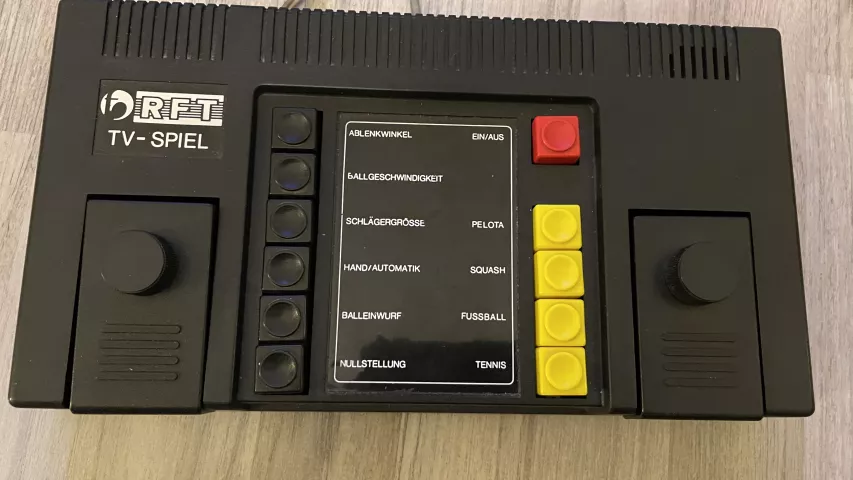 RFT
TV-SPIEL
ABLENKWINKEL EIN/AUS
BALLGESCHWINDIGKEIT
SCHLÄGERGRÖSSE PELOTA
HAND/AUTOMATIK SQUASH
BALLEINWURF FUSSBALL
NULLSTELLUNG TENNIS